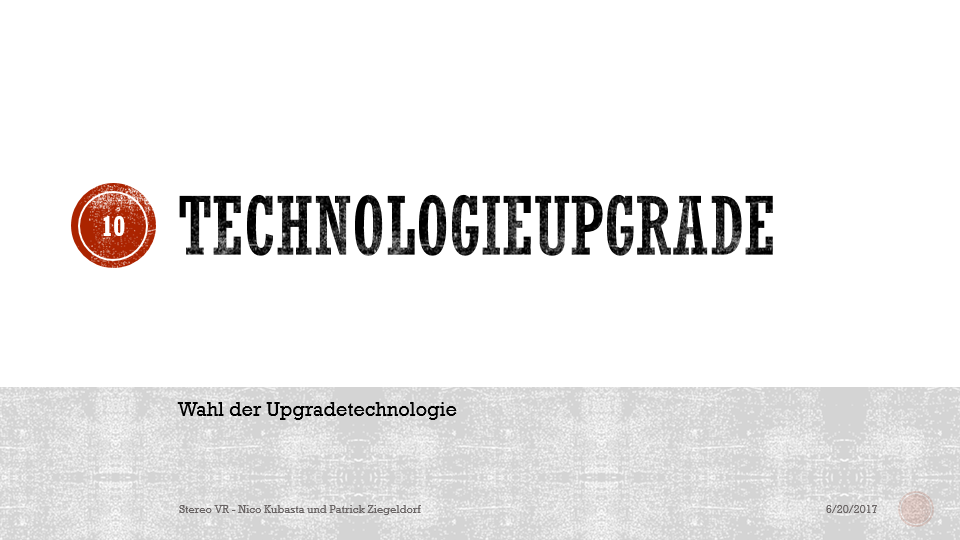 10
TECHNOLOGIEUPGRADE
Wahl der Upgradetechnologie
Stereo VR - Nico Kubasta und Patrick Ziegeldorf
6/20/2017